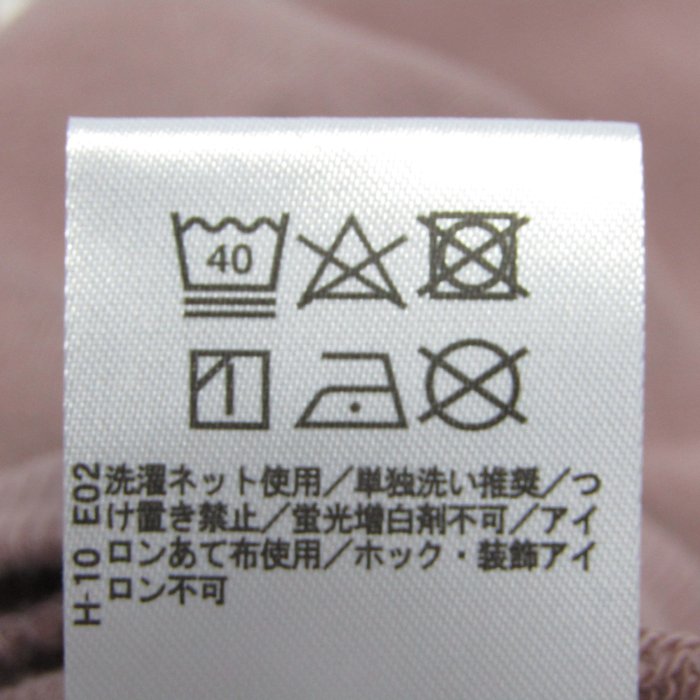 40
洗濯ネット使用／単独洗い推奨／つ
け置き禁止／蛍光増白剤不可／アイ
ロンあて布使用／ホック・装飾アイ
ロン不可
H-10 E02